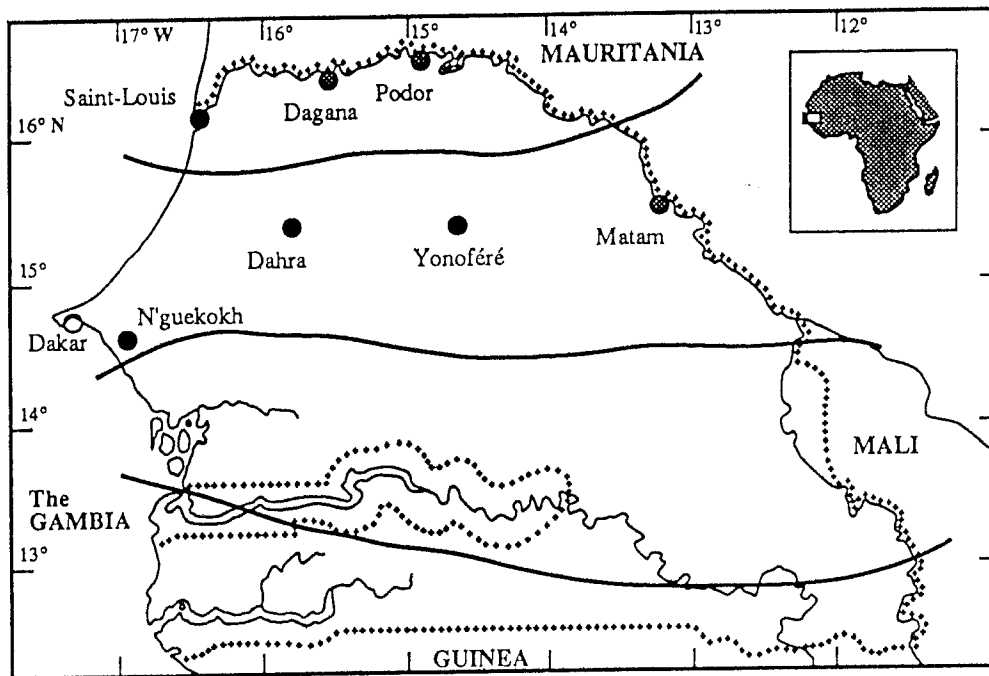 17° W
16°
15°
14°
13°
12°
MAURITANIA
Saint-Louis
Dagana
Podor
16° N
Dahra
Yonoféré
Matam
15°
N'guekokh
Dakar
14°
MALI
The
GAMBIA
13°
GUINEA